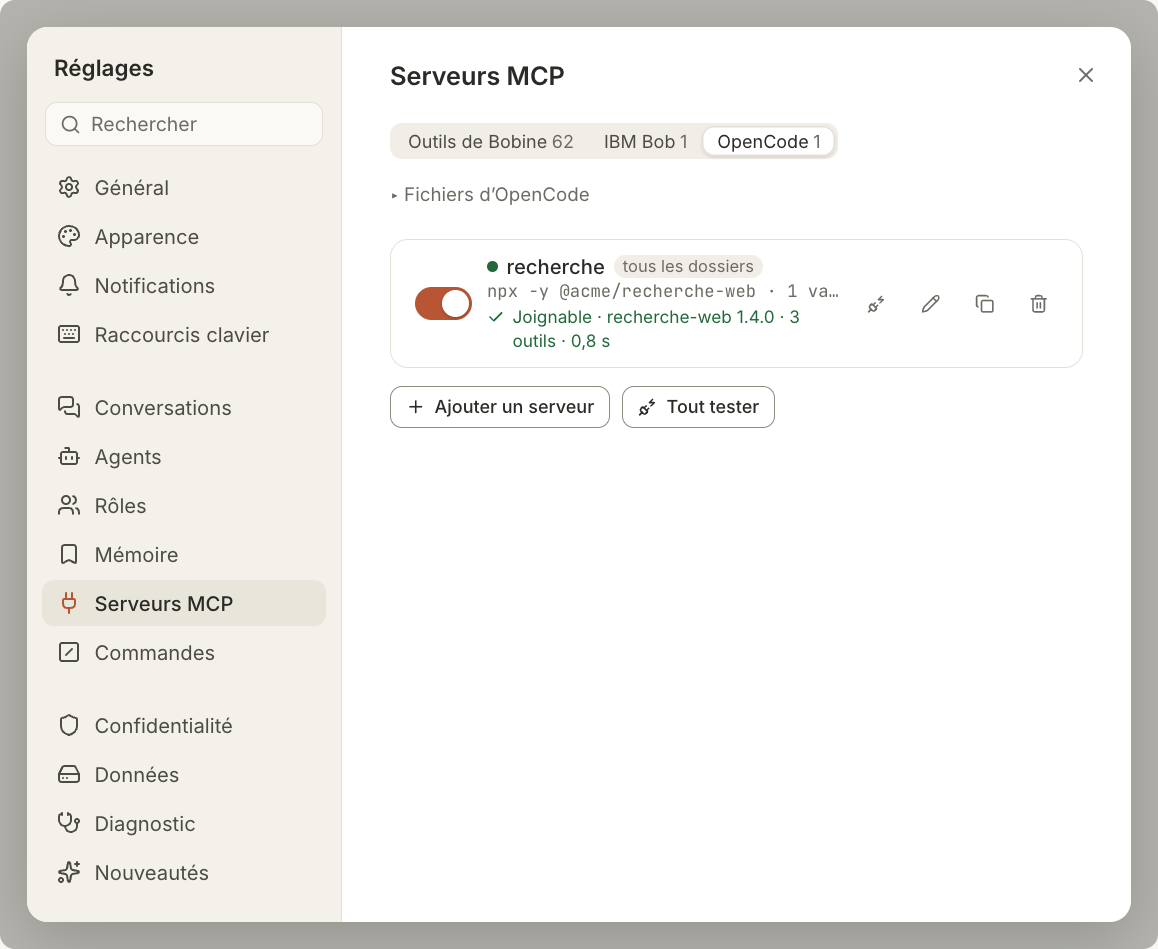 Réglages
Rechercher
Général
Apparence
Notifications
Raccourcis clavier
Conversations
Agents
Rôles
Mémoire
Serveurs MCP
Commandes
Confidentialité
Données
Diagnostic
Nouveautés
Serveurs MCP
Outils de Bobine 62 IBM Bob 1 OpenCode 1
Fichiers d’OpenCode
recherche tous les dossiers
npx -y @acme/recherche-web · 1 va…
Joignable · recherche-web 1.4.0 · 3
outils · 0,8 s
Ajouter un serveur Tout tester